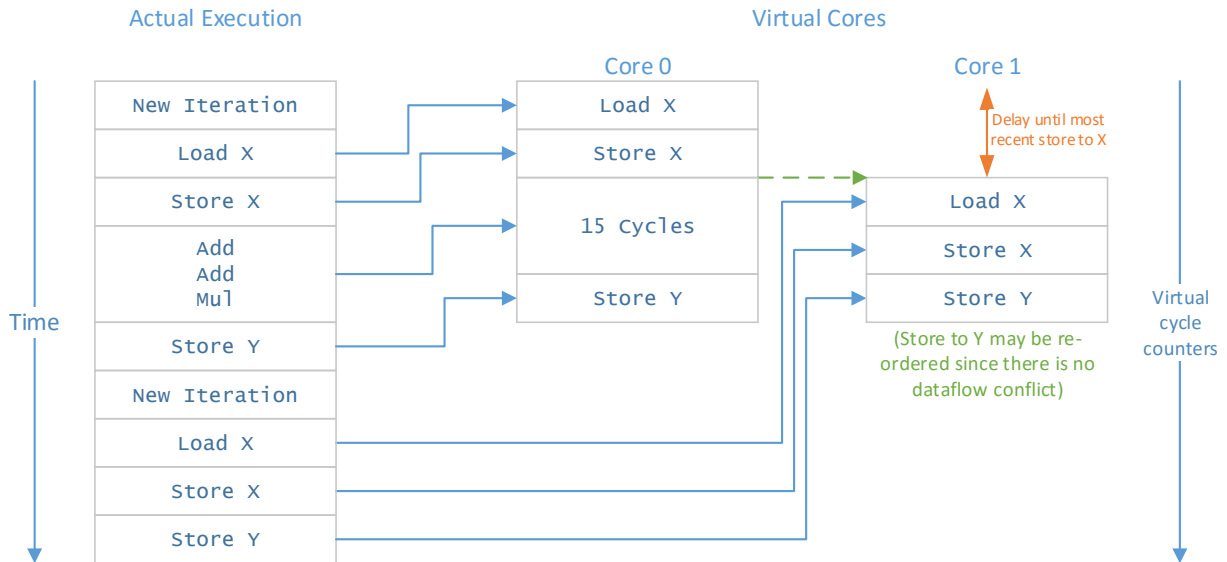 Actual Execution
Virtual Cores
Core 0
Core 1
New Iteration
Load X
Store X
Add
Add
Mul
Store Y
New Iteration
Load X
Store X
Store Y
Load X
Store X
15 Cycles
Store Y
Delay until most
recent store to X
Load X
Store X
Store Y
(Store to Y may be re-
ordered since there is no
dataflow conflict)
Time
Virtual
cycle
counters